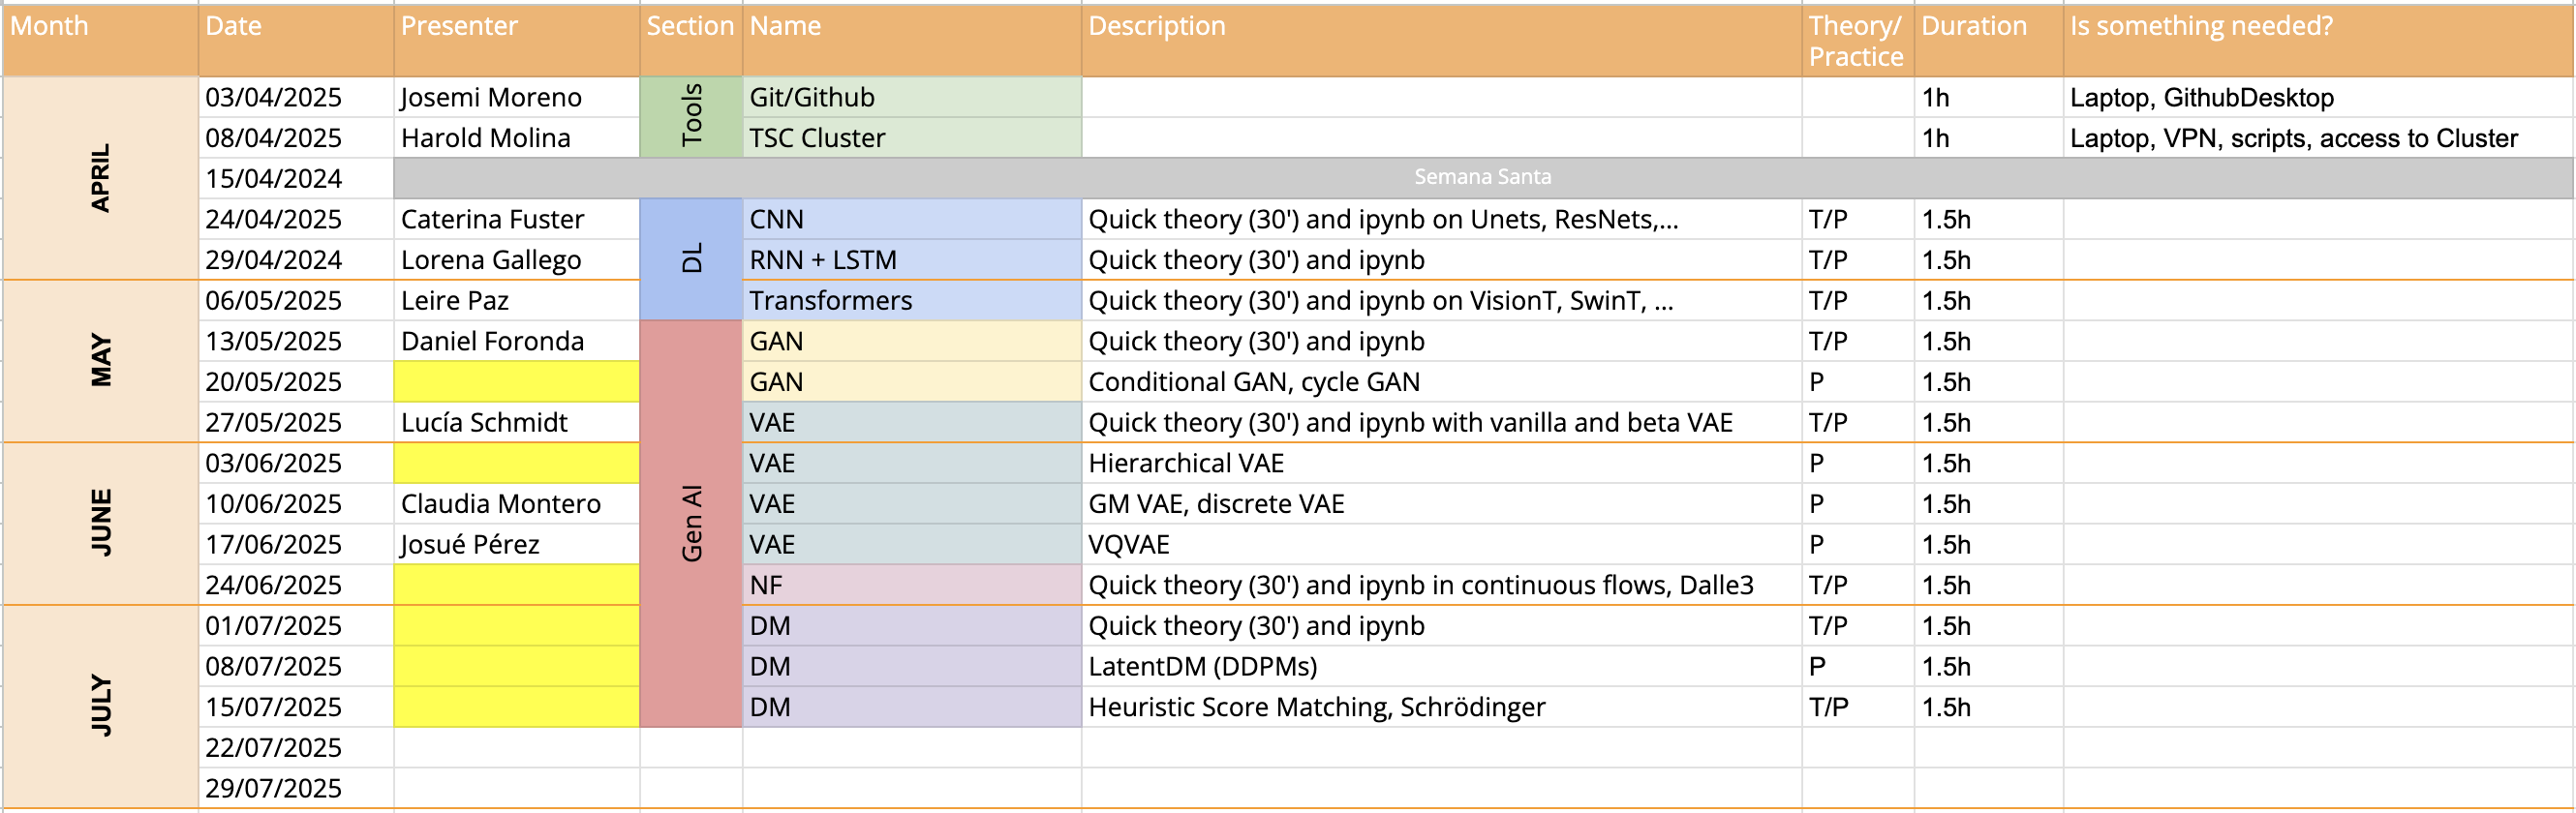 Month Date Presenter Section Name Description Theory/ Practice Duration Is something needed?
APRIL
03/04/2025 Josemi Moreno Tools Git/Github 1h Laptop, GithubDesktop
08/04/2025 Harold Molina TSC Cluster 1h Laptop, VPN, scripts, access to Cluster
15/04/2024 Semana Santa
24/04/2025 Caterina Fuster DL CNN Quick theory (30') and ipynb on Unets, ResNets,... T/P 1.5h
29/04/2024 Lorena Gallego RNN + LSTM Quick theory (30') and ipynb T/P 1.5h
MAY
06/05/2025 Leire Paz Transformers Quick theory (30') and ipynb on VisionT, SwinT, ... T/P 1.5h
13/05/2025 Daniel Foronda Gen AI GAN Quick theory (30') and ipynb T/P 1.5h
20/05/2025 GAN Conditional GAN, cycle GAN P 1.5h
27/05/2025 Lucía Schmidt VAE Quick theory (30') and ipynb with vanilla and beta VAE T/P 1.5h
JUNE
03/06/2025 VAE Hierarchical VAE P 1.5h
10/06/2025 Claudia Montero VAE GM VAE, discrete VAE P 1.5h
17/06/2025 Josué Pérez VAE VQVAE P 1.5h
24/06/2025 NF Quick theory (30') and ipynb in continuous flows, Dalle3 T/P 1.5h
JULY
01/07/2025 DM Quick theory (30') and ipynb T/P 1.5h
08/07/2025 DM LatentDM (DDPMs) P 1.5h
15/07/2025 DM Heuristic Score Matching, Schrödinger T/P 1.5h
22/07/2025
29/07/2025